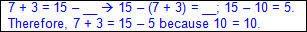 7 + 3 = 15 – __ → 15 – (7 + 3) = __; 15 – 10 = 5.
Therefore, 7 + 3 = 15 – 5 because 10 = 10.